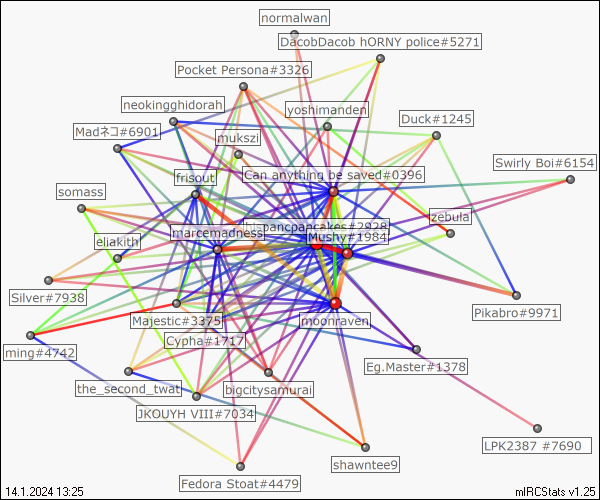 normalwan
DacobDacob hORNY police#5271
Pocket Persona#3326
neokingghidorah
yoshimanden
Duck#1245
Madネコ#6901
mukszi
Swirly Boi#6154
frisout
Can anything be saved#0396
somass
zebula
marcemadness
Mushy#1984
eliakith
Silver#7938
Pikabro#9971
Majestic#3375
moonraven
Cypha#1717
ming#4742
Eg.Master#1378
the_second_twat
bigcitysamurai
JKOUYH VIII#7034
LPK2387 #7690
shawntee9
Fedora Stoat#4479
14.1.2024 13:25
mIRCStats v1.25